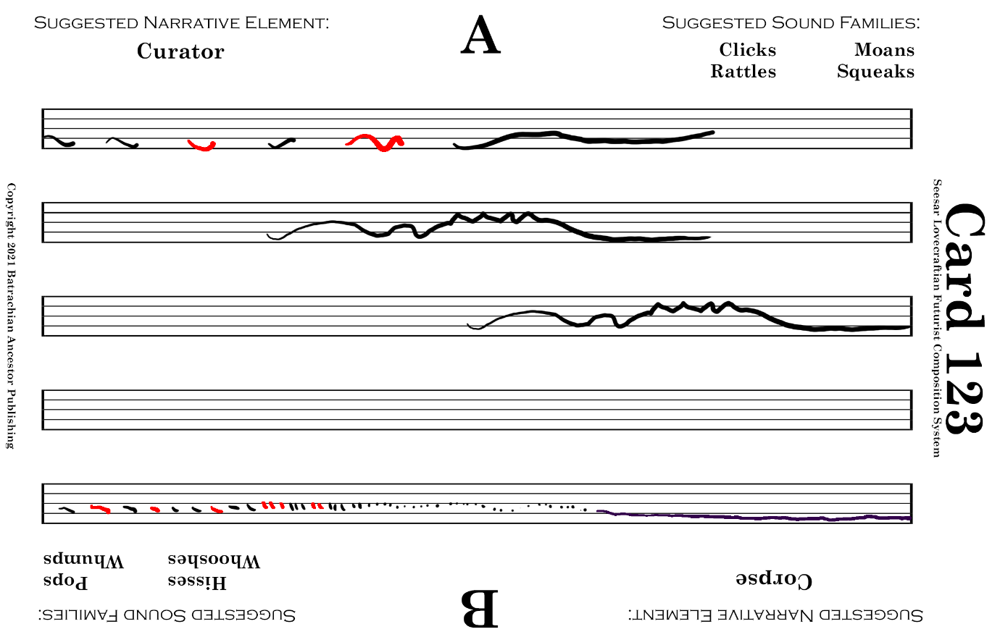 SUGGESTED NARRATIVE ELEMENT:
Curator
A
SUGGESTED SOUND FAMILIES:
Clicks Moans
Rattles Squeaks
Copyright 2021 Batrachian Ancestor Publishing
Card 123
Seesar Lovecraftian Futurist Composition System
B
SUGGESTED NARRATIVE ELEMENT:
Corpse
SUGGESTED SOUND FAMILIES:
Hisses Pops
Whooshes Whumps